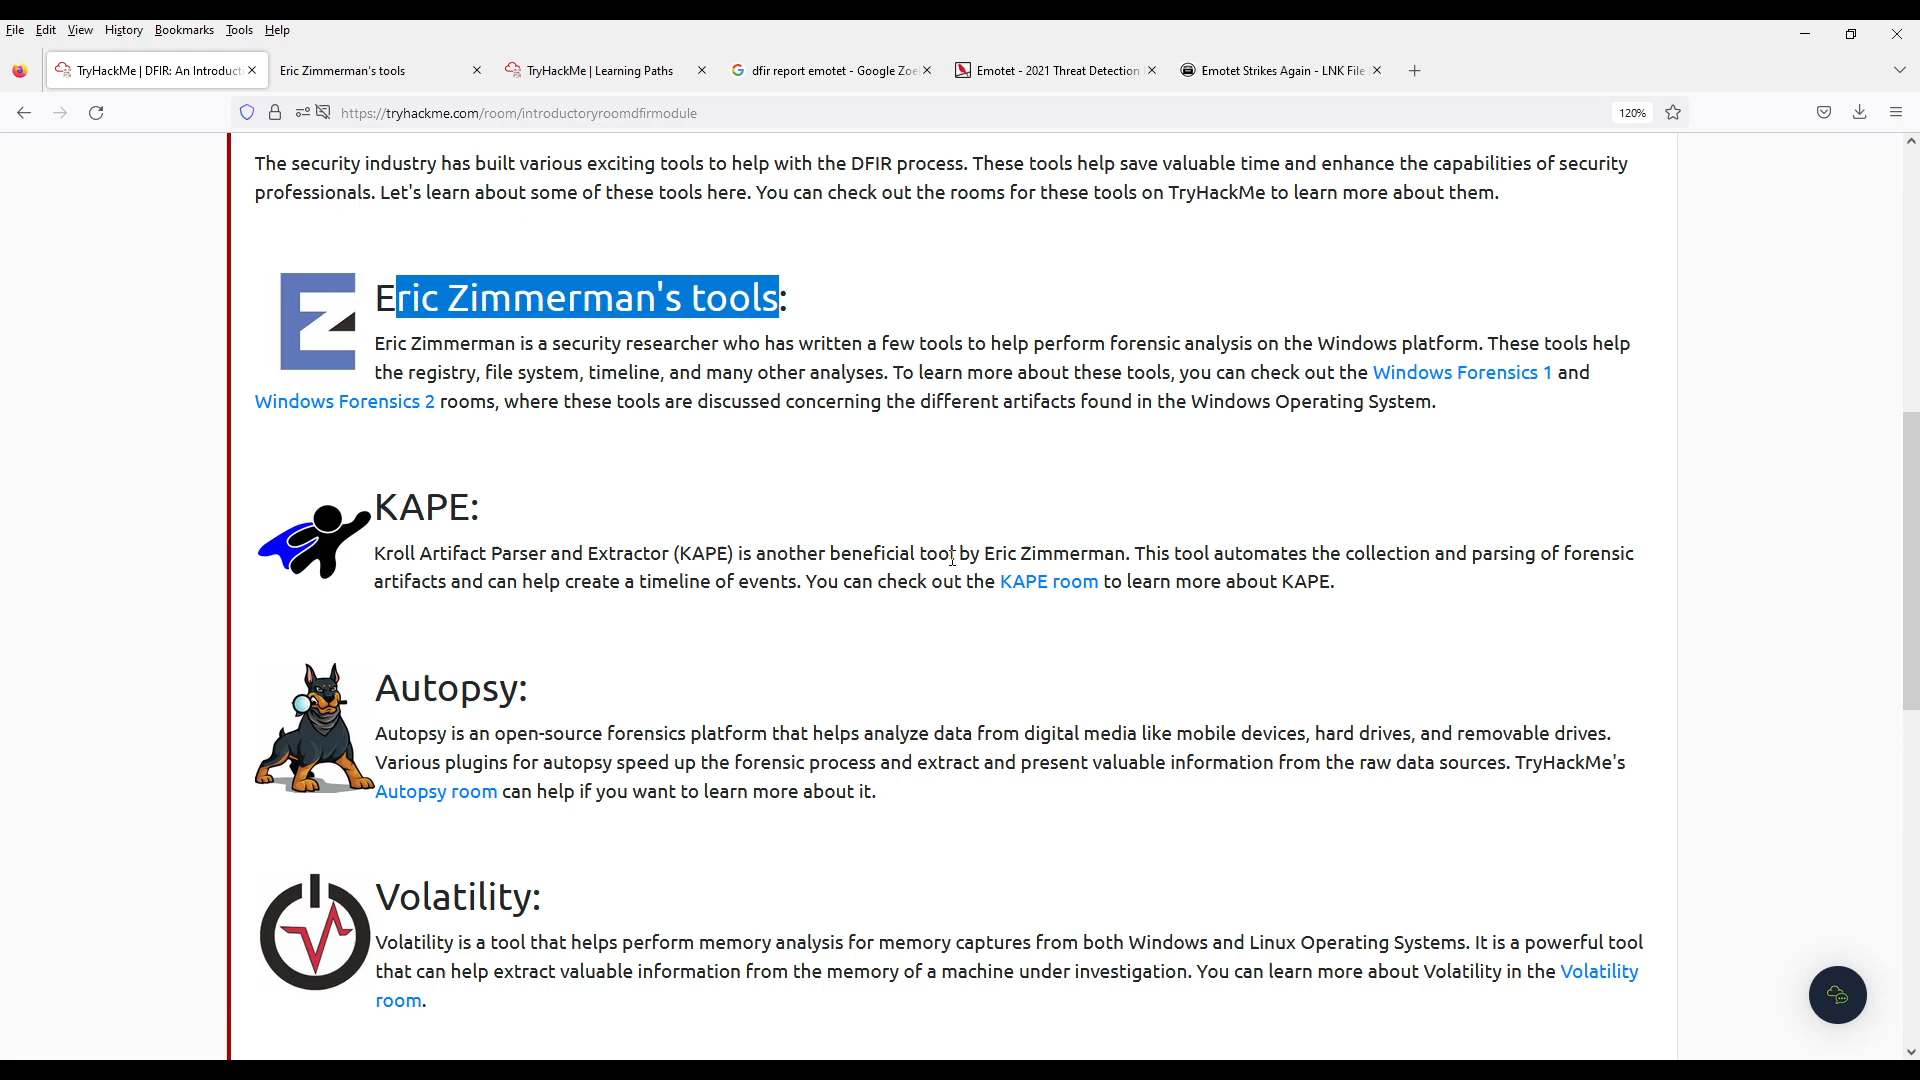 File Edit View History Bookmarks Tools Help
TryHackMe | DFIR: An Introducti
Eric Zimmerman's tools
TryHackMe | Learning Paths
dfir report emotet - Google Zoe
Emotet - 2021 Threat Detection
Emotet Strikes Again - LNK File
https://tryhackme.com/room/introductoryroomdfirmodule
120%
The security industry has built various exciting tools to help with the DFIR process. These tools help save valuable time and enhance the capabilities of security
professionals. Let's learn about some of these tools here. You can check out the rooms for these tools on TryHackMe to learn more about them.
Eric Zimmerman's tools:
Eric Zimmerman is a security researcher who has written a few tools to help perform forensic analysis on the Windows platform. These tools help
the registry, file system, timeline, and many other analyses. To learn more about these tools, you can check out the Windows Forensics 1 and
Windows Forensics 2 rooms, where these tools are discussed concerning the different artifacts found in the Windows Operating System.
KAPE:
Kroll Artifact Parser and Extractor (KAPE) is another beneficial tool by Eric Zimmerman. This tool automates the collection and parsing of forensic
artifacts and can help create a timeline of events. You can check out the KAPE room to learn more about KAPE.
Autopsy:
Autopsy is an open-source forensics platform that helps analyze data from digital media like mobile devices, hard drives, and removable drives.
Various plugins for autopsy speed up the forensic process and extract and present valuable information from the raw data sources. TryHackMe's
Autopsy room can help if you want to learn more about it.
Volatility:
Volatility is a tool that helps perform memory analysis for memory captures from both Windows and Linux Operating Systems. It is a powerful tool
that can help extract valuable information from the memory of a machine under investigation. You can learn more about Volatility in the Volatility
room.